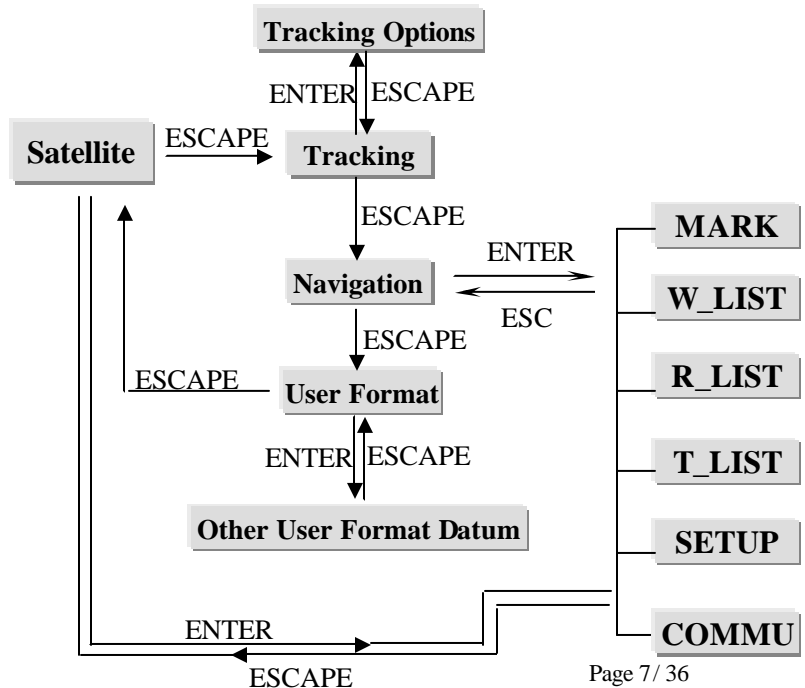 Tracking Options
ENTER
ESCAPE
Satellite
ESCAPE
Tracking
ESCAPE
Navigation
ENTER
ESC
ESCAPE
ESCAPE
User Format
ENTER
ESCAPE
Other User Format Datum
MARK
W_LIST
R_LIST
T_LIST
SETUP
COMMU
ENTER
ESCAPE
Page 7/ 36